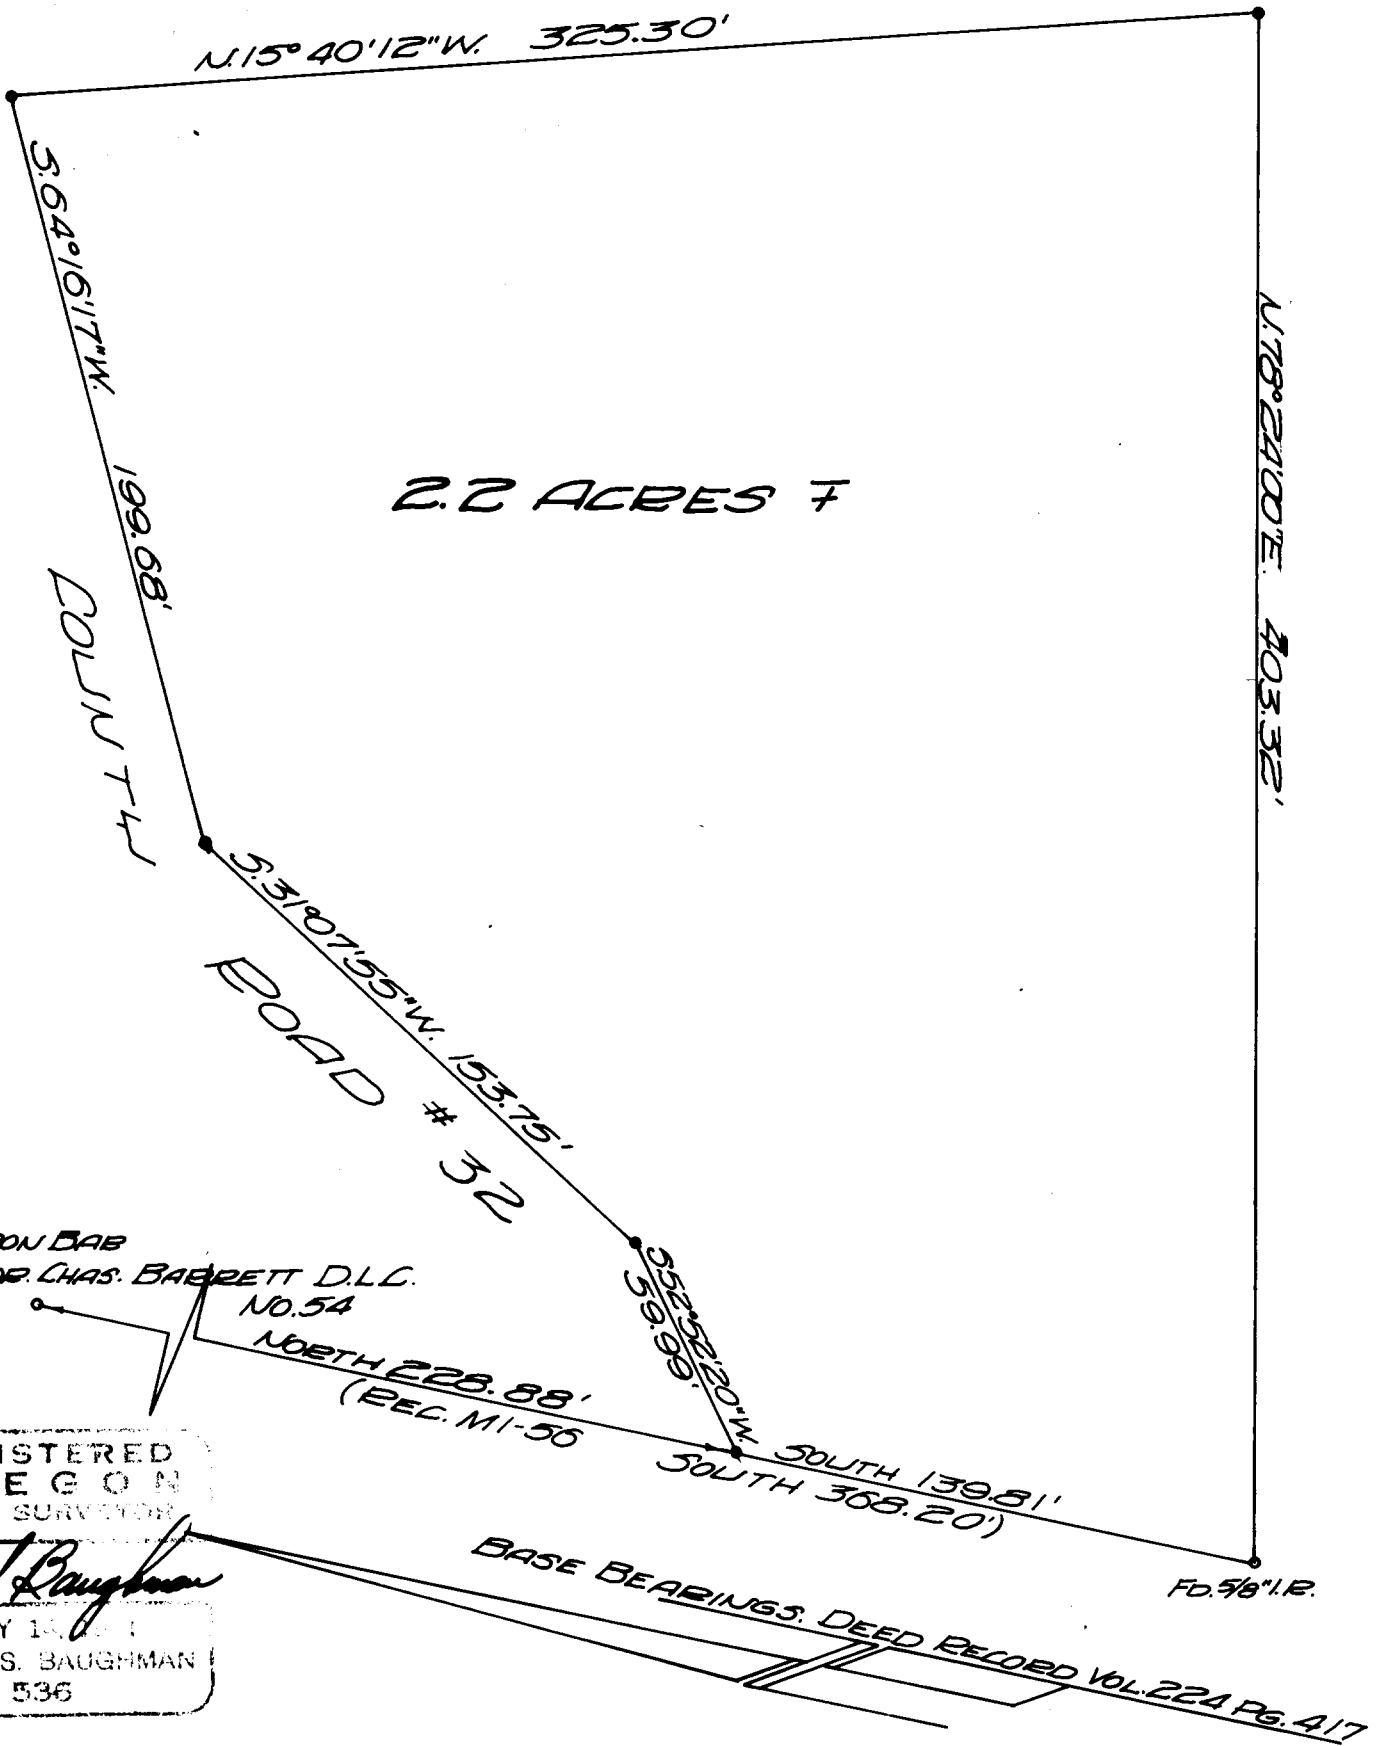 N.15°40'12"W. 325.30'
S.64°16'17"W. 199.68'
N.78°24'00"E. 403.32'
2.2 ACRES ∓
COUNTY
ROAD # 32
S.31°07'55"W. 153.75'
S52°52'20"W.
59.99'
BAR
CHAS. BARRETT D.L.C.
NO.54
NORTH 228.88'
(REC. M1-56
SOUTH 139.81'
SOUTH 368.20')
FD. 5/8" I.R.
BASE BEARINGS. DEED RECORD VOL. 224 PG. 417
ISTERED
EGON
SURVEYOR
Baughman
S. BAUGHMAN
536